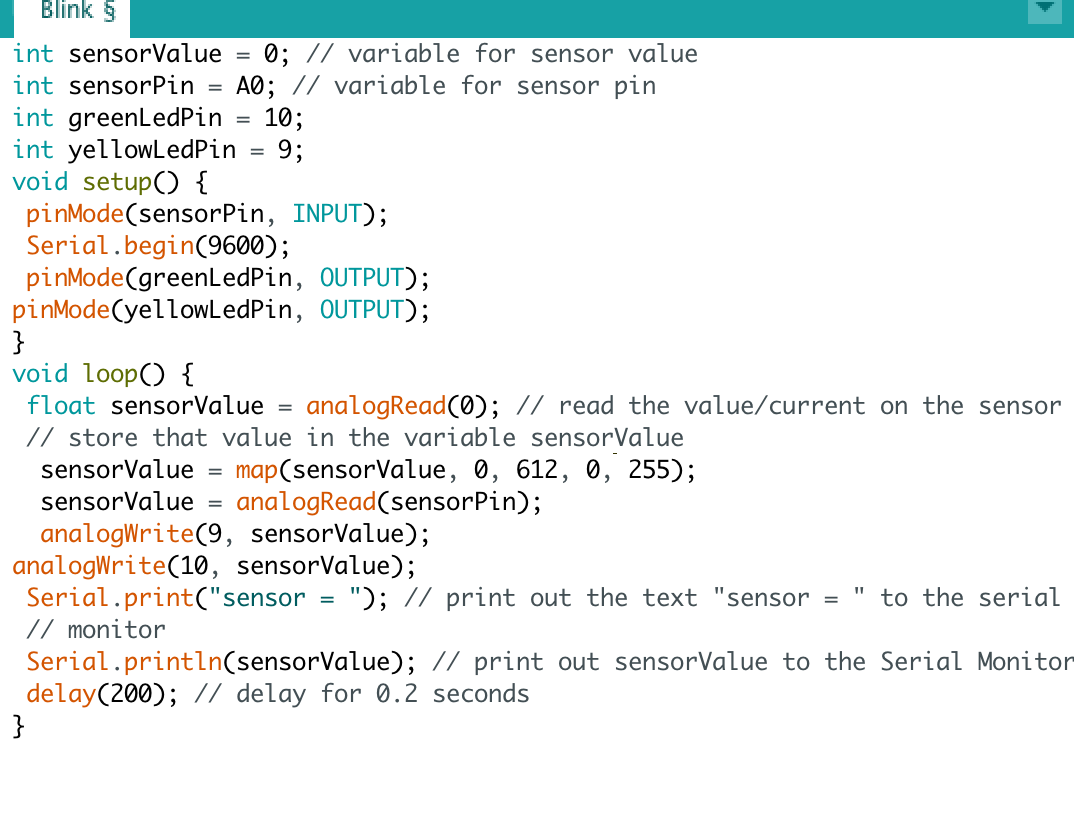 Blink §
int sensorValue = 0; // variable for sensor value
int sensorPin = A0; // variable for sensor pin
int greenLedPin = 10;
int yellowLedPin = 9;
void setup() {
pinMode(sensorPin, INPUT);
Serial.begin(9600);
pinMode(greenLedPin, OUTPUT);
pinMode(yellowLedPin, OUTPUT);
}
void loop() {
float sensorValue = analogRead(0); // read the value/current on the sensor
// store that value in the variable sensorValue
sensorValue = map(sensorValue, 0, 612, 0, 255);
sensorValue = analogRead(sensorPin);
analogWrite(9, sensorValue);
analogWrite(10, sensorValue);
Serial.print("sensor = "); // print out the text "sensor = " to the serial
// monitor
Serial.println(sensorValue); // print out sensorValue to the Serial Monitor
delay(200); // delay for 0.2 seconds
}